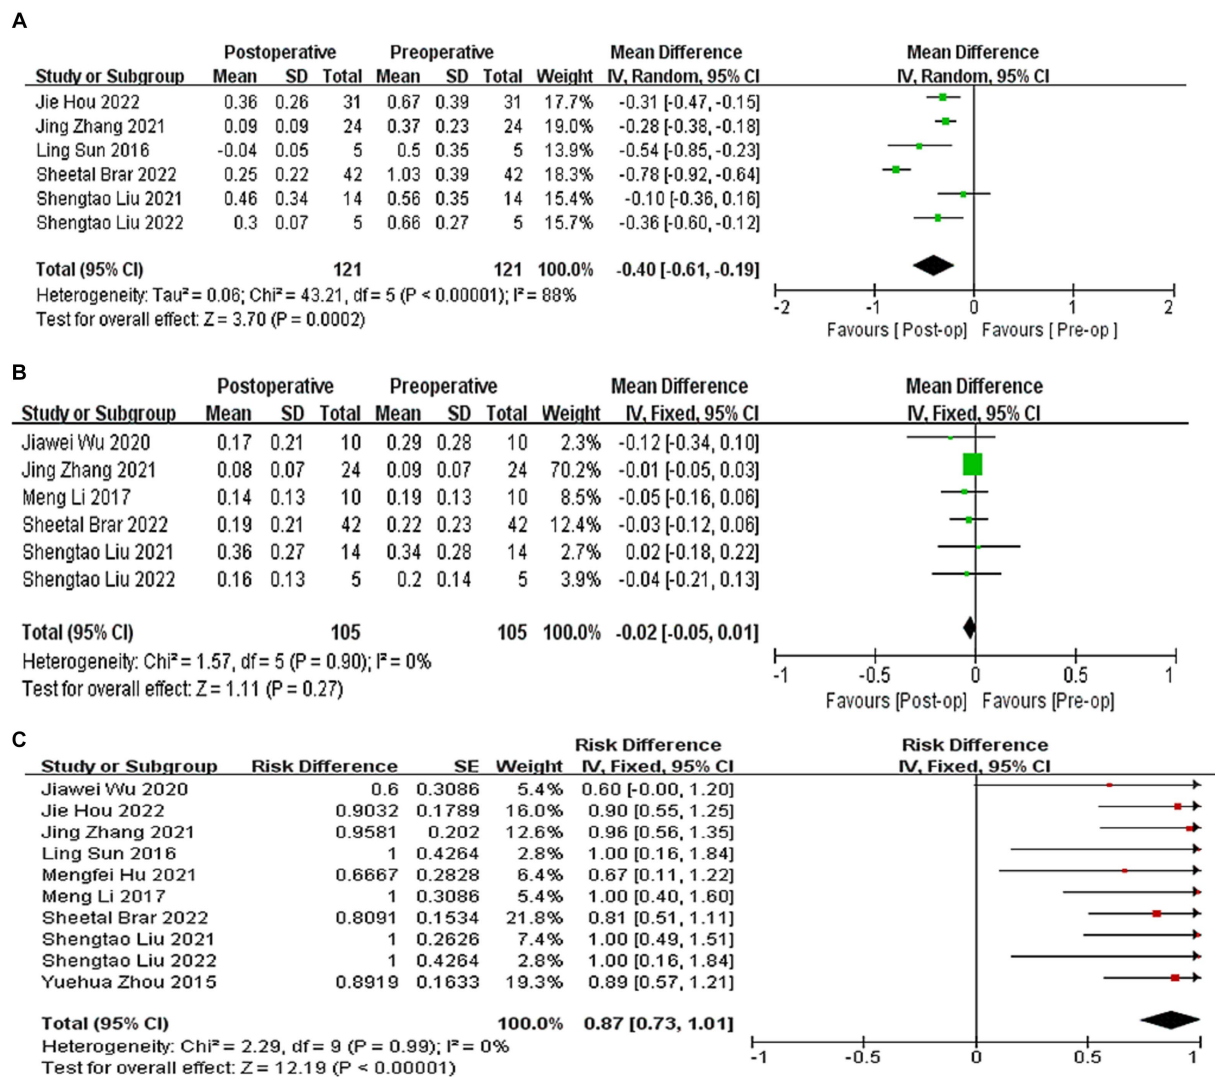 A
Postoperative Preoperative Mean Difference Mean Difference
Study or Subgroup Mean SD Total Mean SD Total Weight IV, Random, 95% CI IV, Random, 95% CI
Jie Hou 2022 0.36 0.26 31 0.67 0.39 31 17.7% -0.31 [-0.47, -0.15]
Jing Zhang 2021 0.09 0.09 24 0.37 0.23 24 19.0% -0.28 [-0.38, -0.18]
Ling Sun 2016 -0.04 0.05 5 0.5 0.35 5 13.9% -0.54 [-0.85, -0.23]
Sheetal Brar 2022 0.25 0.22 42 1.03 0.39 42 18.3% -0.78 [-0.92, -0.64]
Shengtao Liu 2021 0.46 0.34 14 0.56 0.35 14 15.4% -0.10 [-0.36, 0.16]
Shengtao Liu 2022 0.3 0.07 5 0.66 0.27 5 15.7% -0.36 [-0.60, -0.12]
Total (95% CI) 121 121 100.0% -0.40 [-0.61, -0.19]
Heterogeneity: Tau² = 0.06; Chi² = 43.21, df = 5 (P < 0.00001); I² = 88%
Test for overall effect: Z = 3.70 (P = 0.0002)
-2 -1 0 1 2
Favours [ Post-op] Favours [ Pre-op ]
B
Postoperative Preoperative Mean Difference Mean Difference
Study or Subgroup Mean SD Total Mean SD Total Weight IV, Fixed, 95% CI IV, Fixed, 95% CI
Jiawei Wu 2020 0.17 0.21 10 0.29 0.28 10 2.3% -0.12 [-0.34, 0.10]
Jing Zhang 2021 0.08 0.07 24 0.09 0.07 24 70.2% -0.01 [-0.05, 0.03]
Meng Li 2017 0.14 0.13 10 0.19 0.13 10 8.5% -0.05 [-0.16, 0.06]
Sheetal Brar 2022 0.19 0.21 42 0.22 0.23 42 12.4% -0.03 [-0.12, 0.06]
Shengtao Liu 2021 0.36 0.27 14 0.34 0.28 14 2.7% 0.02 [-0.18, 0.22]
Shengtao Liu 2022 0.16 0.13 5 0.2 0.14 5 3.9% -0.04 [-0.21, 0.13]
Total (95% CI) 105 105 100.0% -0.02 [-0.05, 0.01]
Heterogeneity: Chi² = 1.57, df = 5 (P = 0.90); I² = 0%
Test for overall effect: Z = 1.11 (P = 0.27)
-1 -0.5 0 0.5 1
Favours [Post-op] Favours [Pre-op]
C
Risk Difference Risk Difference
Study or Subgroup Risk Difference SE Weight IV, Fixed, 95% CI IV, Fixed, 95% CI
Jiawei Wu 2020 0.6 0.3086 5.4% 0.60 [-0.00, 1.20]
Jie Hou 2022 0.9032 0.1789 16.0% 0.90 [0.55, 1.25]
Jing Zhang 2021 0.9581 0.202 12.6% 0.96 [0.56, 1.35]
Ling Sun 2016 1 0.4264 2.8% 1.00 [0.16, 1.84]
Mengfei Hu 2021 0.6667 0.2828 6.4% 0.67 [0.11, 1.22]
Meng Li 2017 1 0.3086 5.4% 1.00 [0.40, 1.60]
Sheetal Brar 2022 0.8091 0.1534 21.8% 0.81 [0.51, 1.11]
Shengtao Liu 2021 1 0.2626 7.4% 1.00 [0.49, 1.51]
Shengtao Liu 2022 1 0.4264 2.8% 1.00 [0.16, 1.84]
Yuehua Zhou 2015 0.8919 0.1633 19.3% 0.89 [0.57, 1.21]
Total (95% CI) 100.0% 0.87 [0.73, 1.01]
Heterogeneity: Chi² = 2.29, df = 9 (P = 0.99); I² = 0%
Test for overall effect: Z = 12.19 (P < 0.00001)
-1 -0.5 0 0.5 1